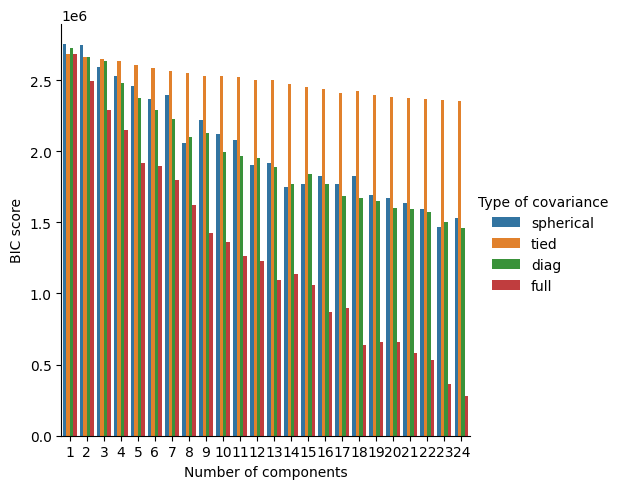 1e6
2.5
2.0
1.5
1.0
0.5
0.0
BIC score
1 2 3 4 5 6 7 8 9 10 11 12 13 14 15 16 17 18 19 20 21 22 23 24
Number of components
Type of covariance
spherical
tied
diag
full